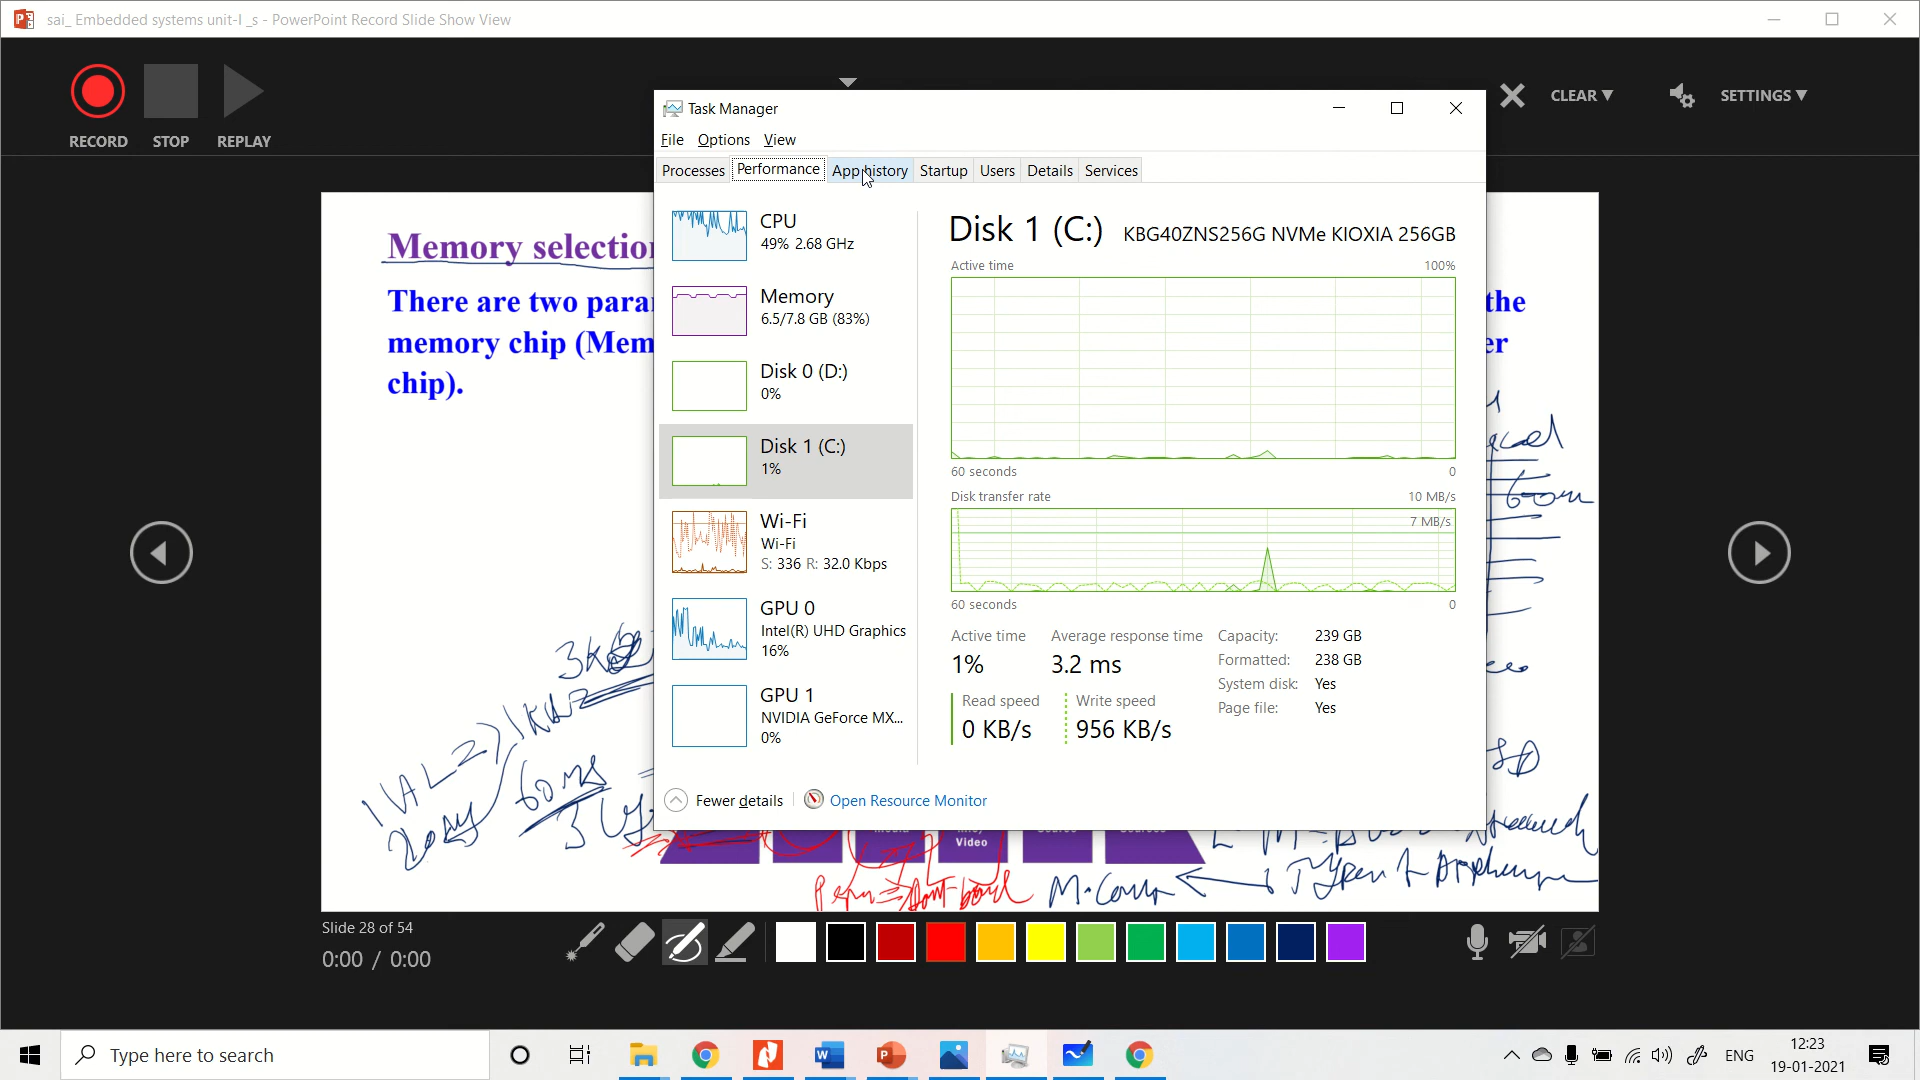 sai_ Embedded systems unit-I _s - PowerPoint Record Slide Show View
RECORD
STOP
REPLAY
CLEAR
SETTINGS
Memory selection
There are two para
the
memory chip (Mem
er
chip).
Task Manager
File Options View
Processes Performance App history Startup Users Details Services
CPU
49% 2.68 GHz
Memory
6.5/7.8 GB (83%)
Disk 0 (D:)
0%
Disk 1 (C:)
1%
Wi-Fi
Wi-Fi
S: 336 R: 32.0 Kbps
GPU 0
Intel(R) UHD Graphics
16%
GPU 1
NVIDIA GeForce MX...
0%
Disk 1 (C:) KBG40ZNS256G NVMe KIOXIA 256GB
Active time 100%
60 seconds 0
Disk transfer rate 10 MB/s
7 MB/s
60 seconds 0
Active time
1%
Average response time
3.2 ms
Read speed
0 KB/s
Write speed
956 KB/s
Capacity: 239 GB
Formatted: 238 GB
System disk: Yes
Page file: Yes
Fewer details
Open Resource Monitor
60 ns
Video
Slide 28 of 54
0:00 / 0:00
Type here to search
ENG
12:23
19-01-2021